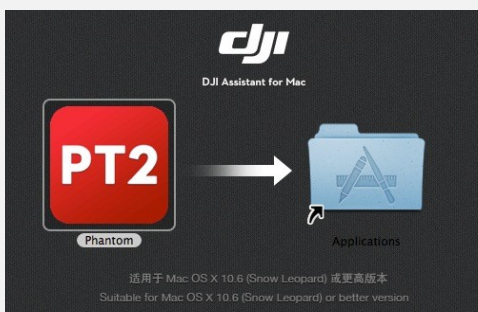 dji
DJI Assistant for Mac
PT2
Phantom
Applications
适用于 Mac OS X 10.6 (Snow Leopard) 或更高版本
Suitable for Mac OS X 10.6 (Snow Leopard) or better version